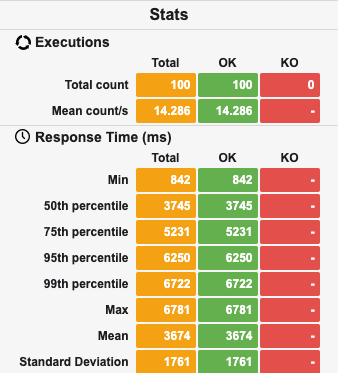 Stats
Executions
Total OK KO
Total count 100 100 0
Mean count/s 14.286 14.286 -
Response Time (ms)
Total OK KO
Min 842 842 -
50th percentile 3745 3745 -
75th percentile 5231 5231 -
95th percentile 6250 6250 -
99th percentile 6722 6722 -
Max 6781 6781 -
Mean 3674 3674 -
Standard Deviation 1761 1761 -